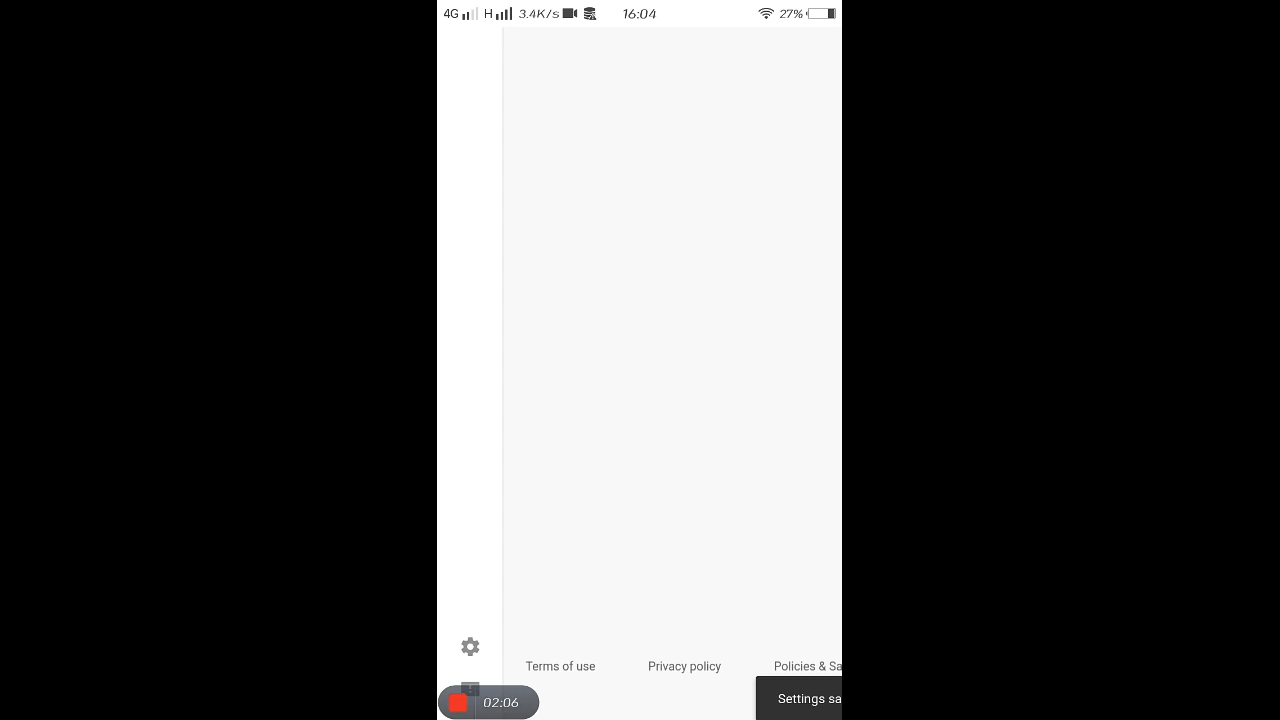 4G H 3.4K/s 16:04 27%
Terms of use Privacy policy Policies & Sa
Settings sa
02:06